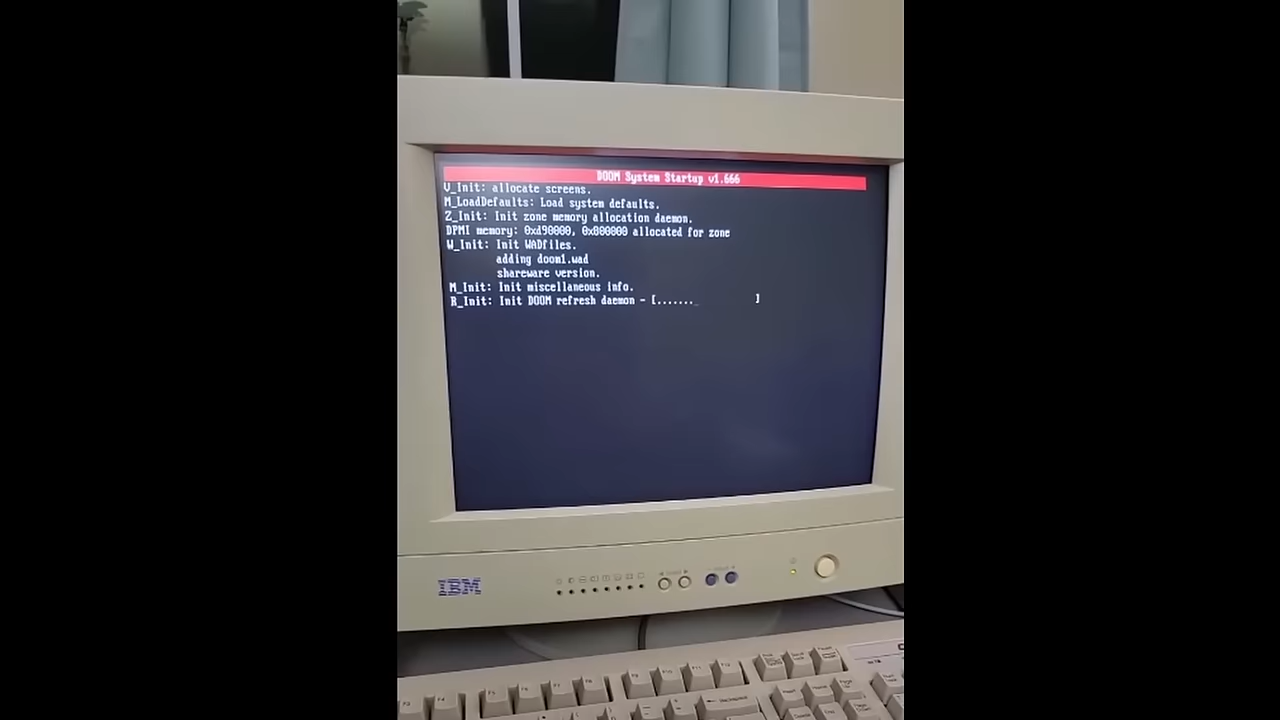 DOOM System Startup v1.666
V_Init: allocate screens.
M_LoadDefaults: Load system defaults.
Z_Init: Init zone memory allocation daemon.
DPMI memory: 0xd90000, 0x800000 allocated for zone
W_Init: Init WADfiles.
adding doom1.wad
shareware version.
M_Init: Init miscellaneous info.
R_Init: Init DOOM refresh daemon - [.......          ]
IBM